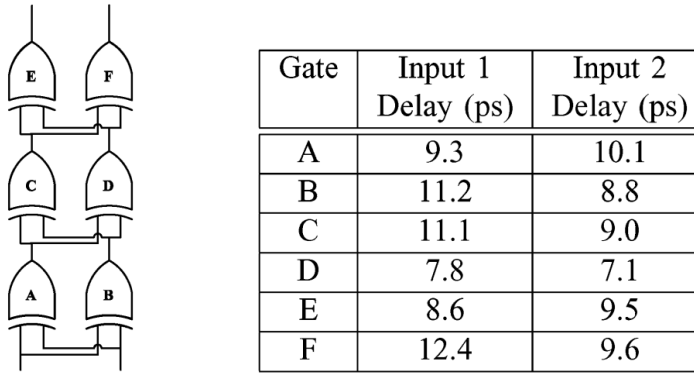 E F
C D
A B
Gate Input 1 Input 2
Delay (ps) Delay (ps)
A 9.3 10.1
B 11.2 8.8
C 11.1 9.0
D 7.8 7.1
E 8.6 9.5
F 12.4 9.6